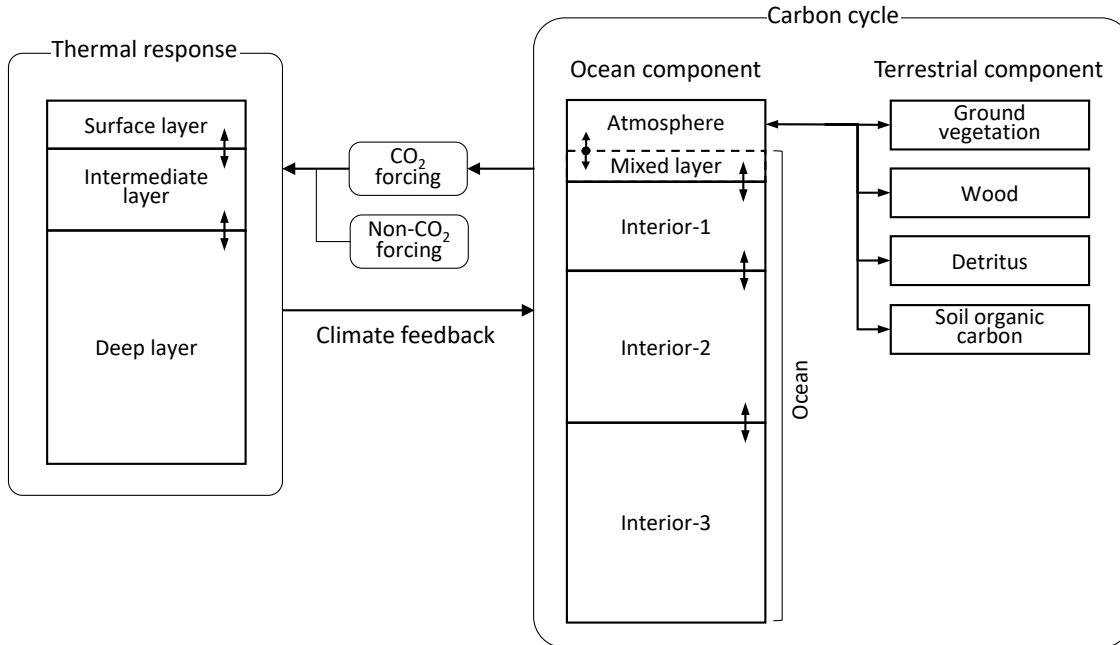 Carbon cycle
Thermal response
Ocean component
Terrestrial component
Surface layer
Intermediate
layer
Deep layer
CO₂
forcing
Non-CO₂
forcing
Climate feedback
Atmosphere
Mixed layer
Interior-1
Interior-2
Interior-3
Ocean
Ground
vegetation
Wood
Detritus
Soil organic
carbon